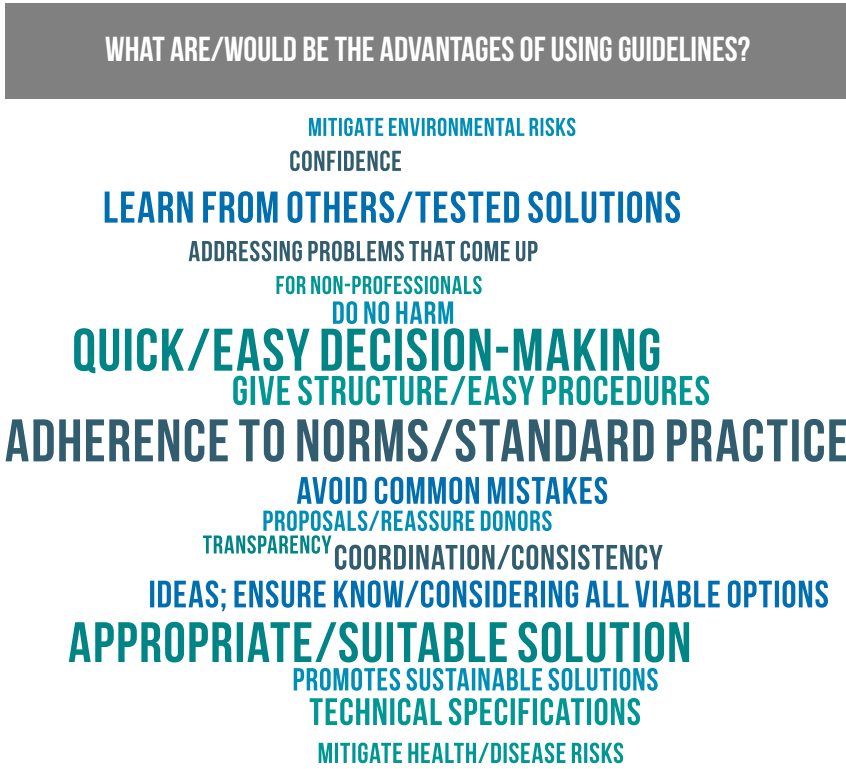 WHAT ARE/WOULD BE THE ADVANTAGES OF USING GUIDELINES?
MITIGATE ENVIRONMENTAL RISKS
CONFIDENCE
LEARN FROM OTHERS/TESTED SOLUTIONS
ADDRESSING PROBLEMS THAT COME UP
FOR NON-PROFESSIONALS
DO NO HARM
QUICK/EASY DECISION-MAKING
GIVE STRUCTURE/EASY PROCEDURES
ADHERENCE TO NORMS/STANDARD PRACTICE
AVOID COMMON MISTAKES
PROPOSALS/REASSURE DONORS
TRANSPARENCY
COORDINATION/CONSISTENCY
IDEAS; ENSURE KNOW/CONSIDERING ALL VIABLE OPTIONS
APPROPRIATE/SUITABLE SOLUTION
PROMOTES SUSTAINABLE SOLUTIONS
TECHNICAL SPECIFICATIONS
MITIGATE HEALTH/DISEASE RISKS